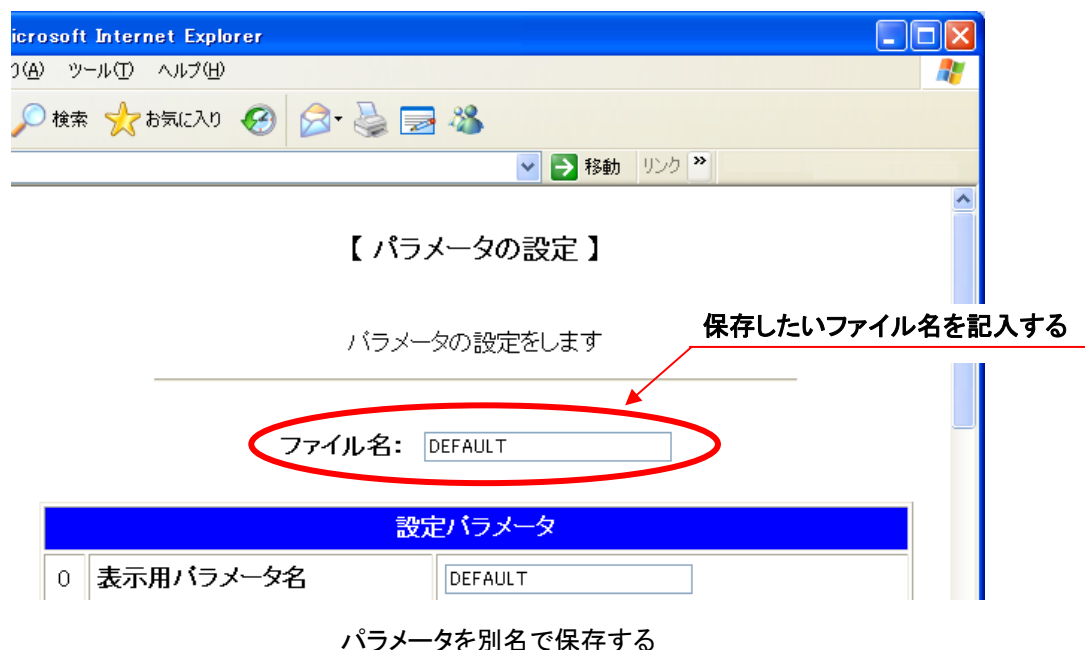 icrosoft Internet Explorer
り(A) ツール(T) ヘルプ(H)
検索 お気に入り
移動 リンク »
【 パラメータの設定 】
パラメータの設定をします
保存したいファイル名を記入する
ファイル名: DEFAULT
設定パラメータ
0 表示用パラメータ名 DEFAULT
パラメータを別名で保存する